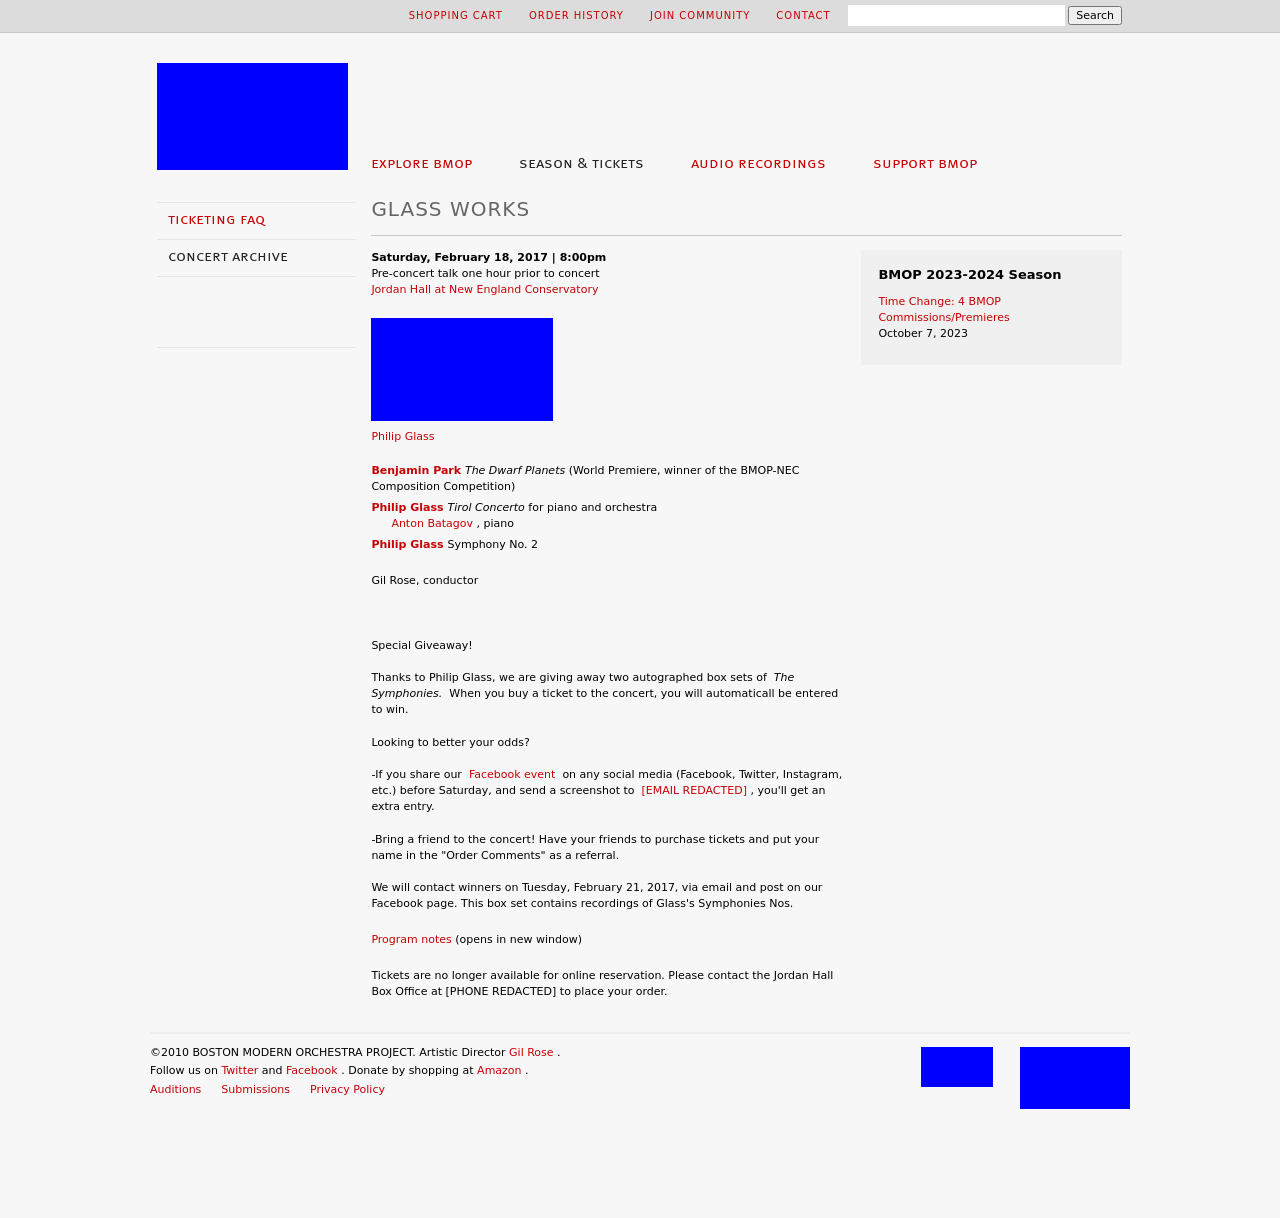 SHOPPING CART ORDER HISTORY JOIN COMMUNITY CONTACT Search
EXPLORE BMOP SEASON & TICKETS AUDIO RECORDINGS SUPPORT BMOP
TICKETING FAQ
CONCERT ARCHIVE
GLASS WORKS
Saturday, February 18, 2017 | 8:00pm
Pre-concert talk one hour prior to concert
Jordan Hall at New England Conservatory
Philip Glass
Benjamin Park The Dwarf Planets (World Premiere, winner of the BMOP-NEC
Composition Competition)
Philip Glass Tirol Concerto for piano and orchestra
Anton Batagov , piano
Philip Glass Symphony No. 2
Gil Rose, conductor
Special Giveaway!
Thanks to Philip Glass, we are giving away two autographed box sets of The
Symphonies. When you buy a ticket to the concert, you will automaticall be entered
to win.
Looking to better your odds?
-If you share our Facebook event on any social media (Facebook, Twitter, Instagram,
etc.) before Saturday, and send a screenshot to [EMAIL REDACTED] , you'll get an
extra entry.
-Bring a friend to the concert! Have your friends to purchase tickets and put your
name in the "Order Comments" as a referral.
We will contact winners on Tuesday, February 21, 2017, via email and post on our
Facebook page. This box set contains recordings of Glass's Symphonies Nos.
Program notes (opens in new window)
Tickets are no longer available for online reservation. Please contact the Jordan Hall
Box Office at [PHONE REDACTED] to place your order.
BMOP 2023-2024 Season
Time Change: 4 BMOP
Commissions/Premieres
October 7, 2023
©2010 BOSTON MODERN ORCHESTRA PROJECT. Artistic Director Gil Rose .
Follow us on Twitter and Facebook . Donate by shopping at Amazon .
Auditions Submissions Privacy Policy